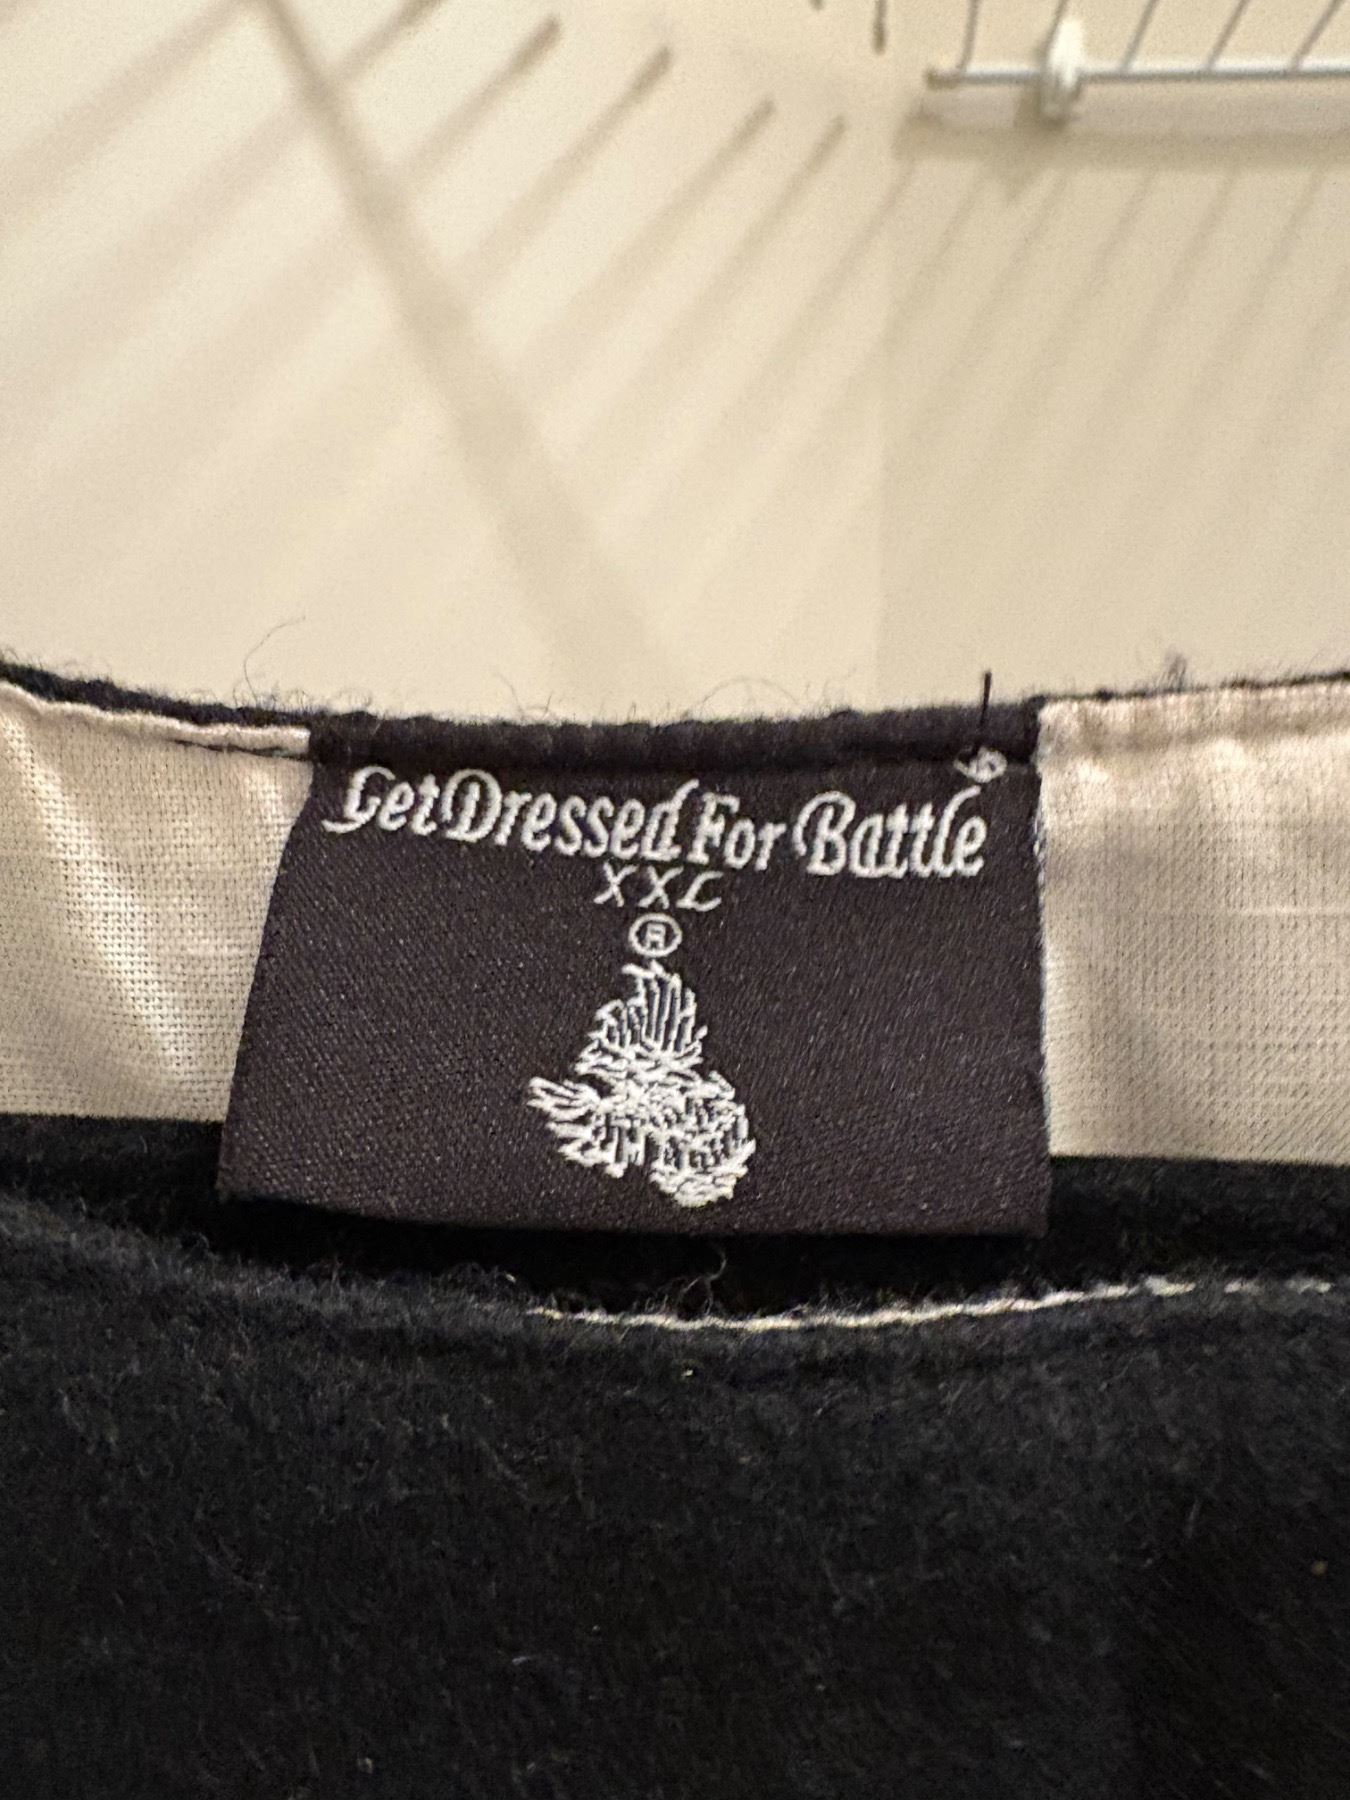 Get Dressed For Battle
XXL
®